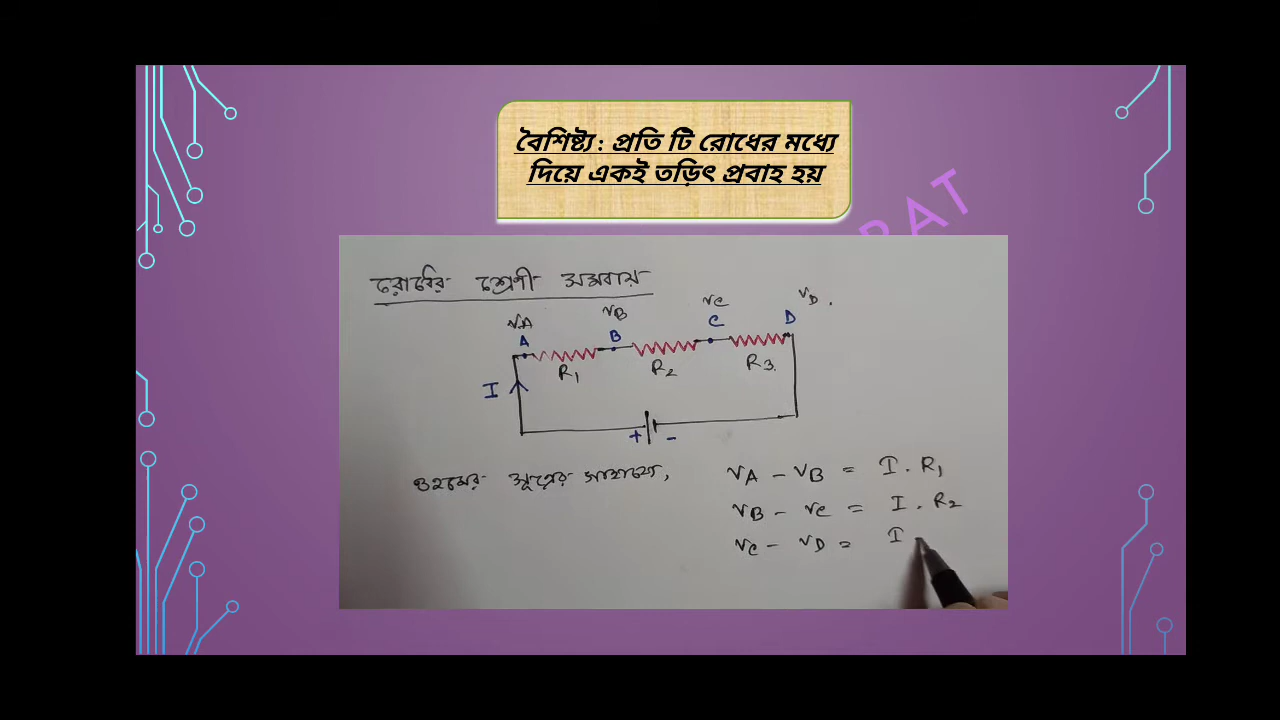 বৈশিষ্ট্য : প্রতি টি রোধের মধ্যে
দিয়ে একই তড়িৎ প্রবাহ হয়
রোধের শ্রেণী সমবায়
VA VB VC VD .
A B C D
I R1 R2 R3
+ -
ওহমের সূত্রের সাহায্যে, VA - VB = I . R1
VB - VC = I . R2
VC - VD = I